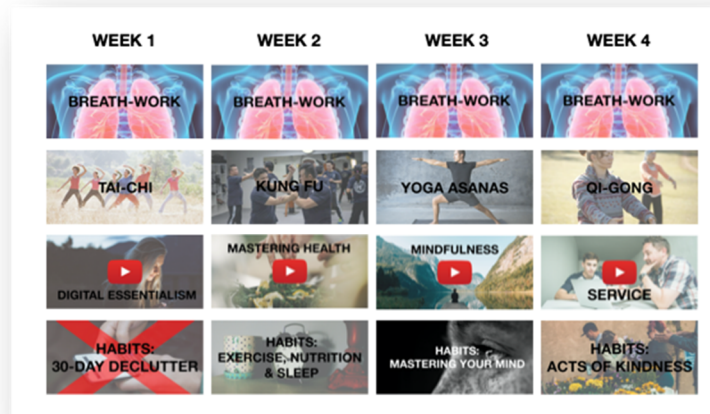 WEEK 1 WEEK 2 WEEK 3 WEEK 4
BREATH-WORK BREATH-WORK BREATH-WORK BREATH-WORK
TAI-CHI KUNG FU YOGA ASANAS QI-GONG
DIGITAL ESSENTIALISM
MASTERING HEALTH
MINDFULNESS
SERVICE
HABITS:
30-DAY DECLUTTER
HABITS:
EXERCISE, NUTRITION
& SLEEP
HABITS:
MASTERING YOUR MIND
HABITS:
ACTS OF KINDNESS